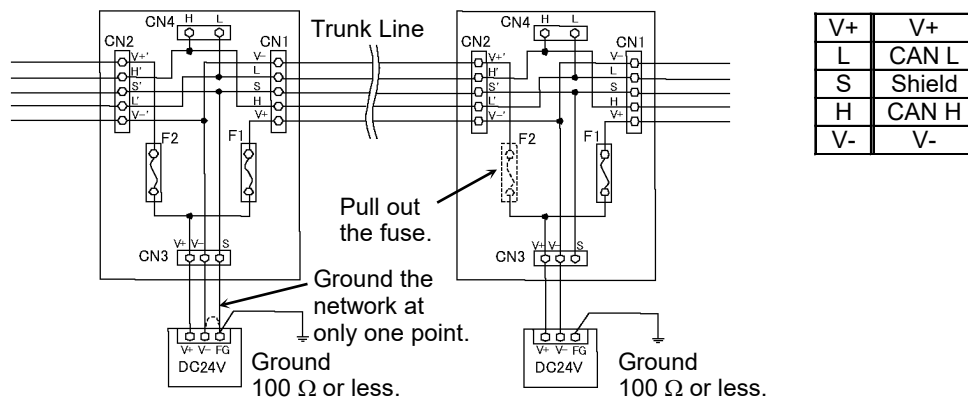 CN4 H L
Trunk Line
CN2
CN1
V+'
H'
S'
L'
V-'
V-
L
S
H
V+
F2
F1
V+ V- S
CN3
V+ V- FG
DC24V
Ground the
network at
only one point.
Ground
100 Ω or less.
CN4 H L
CN2
CN1
V+'
H'
S'
L'
V-'
V-
L
S
H
V+
F2
F1
Pull out
the fuse.
V+ V- S
CN3
V+ V- FG
DC24V
Ground
100 Ω or less.
V+ V+
L CAN L
S Shield
H CAN H
V- V-